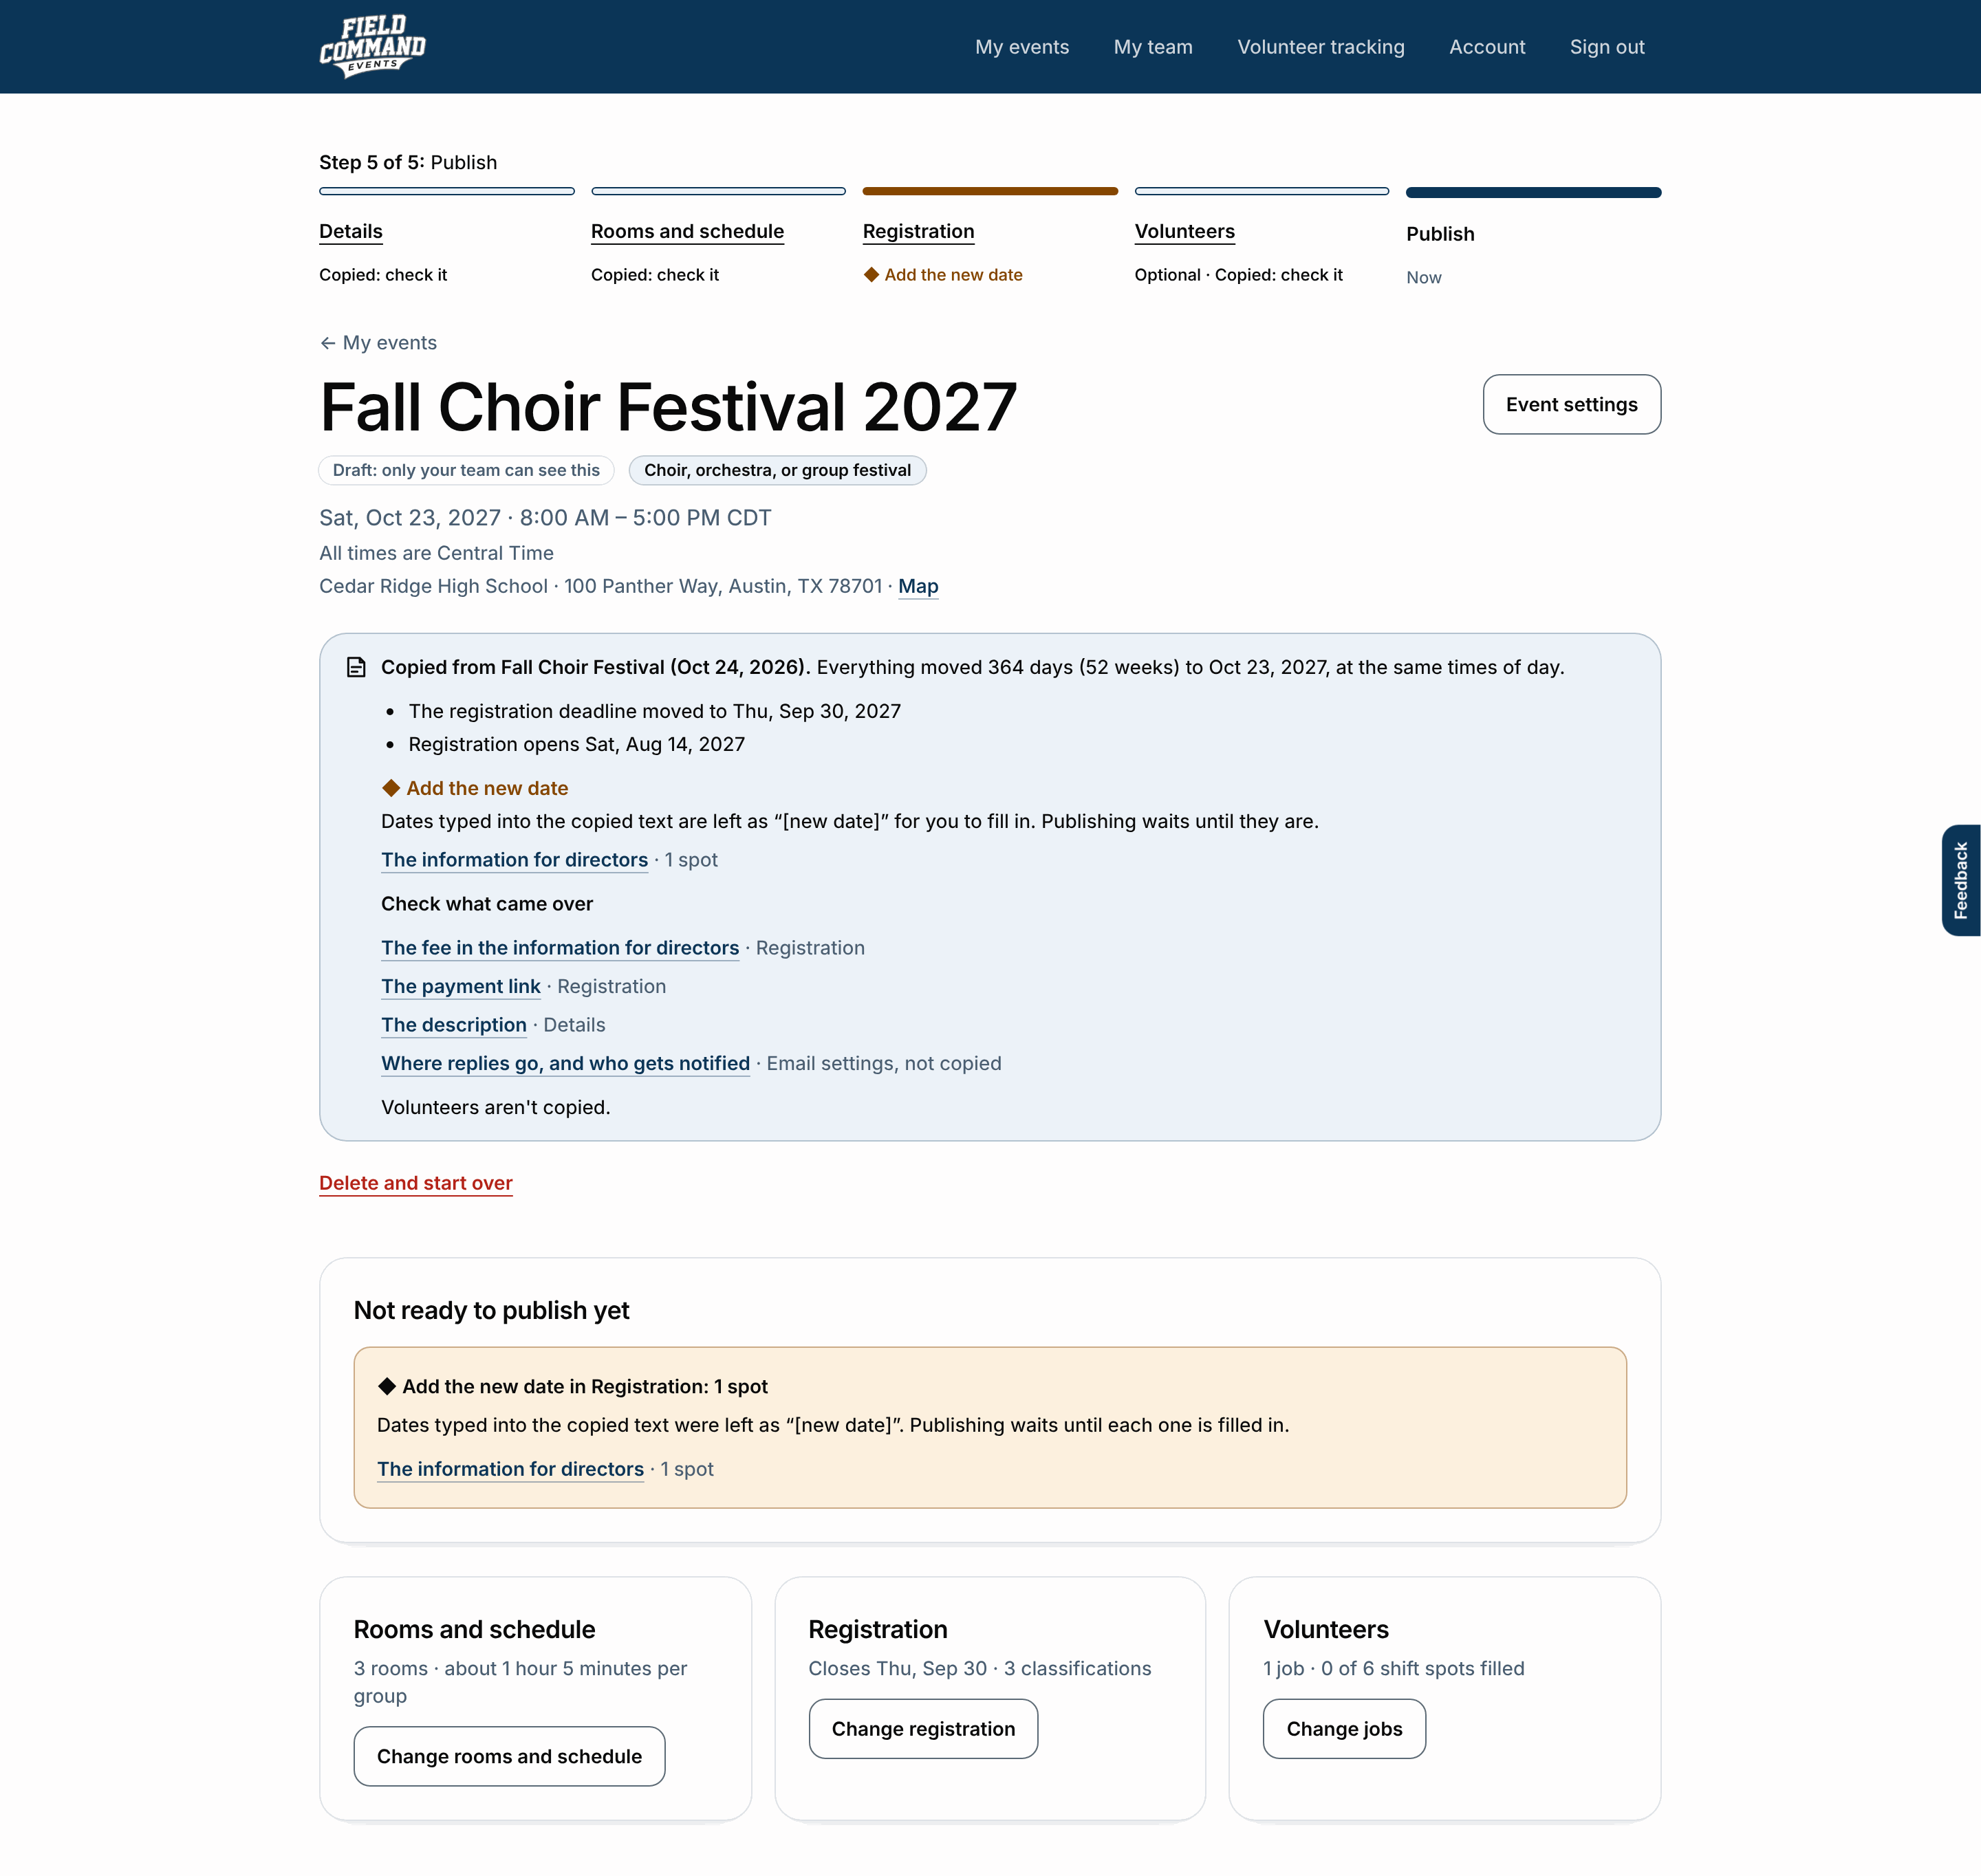 FIELD COMMAND EVENTS
My events
My team
Volunteer tracking
Account
Sign out
Step 5 of 5: Publish
Details
Copied: check it
Rooms and schedule
Copied: check it
Registration
◆ Add the new date
Volunteers
Optional · Copied: check it
Publish
Now
← My events
Fall Choir Festival 2027
Event settings
Draft: only your team can see this
Choir, orchestra, or group festival
Sat, Oct 23, 2027 · 8:00 AM – 5:00 PM CDT
All times are Central Time
Cedar Ridge High School · 100 Panther Way, Austin, TX 78701 · Map
Copied from Fall Choir Festival (Oct 24, 2026). Everything moved 364 days (52 weeks) to Oct 23, 2027, at the same times of day.
• The registration deadline moved to Thu, Sep 30, 2027
• Registration opens Sat, Aug 14, 2027
◆ Add the new date
Dates typed into the copied text are left as “[new date]” for you to fill in. Publishing waits until they are.
The information for directors · 1 spot
Check what came over
The fee in the information for directors · Registration
The payment link · Registration
The description · Details
Where replies go, and who gets notified · Email settings, not copied
Volunteers aren't copied.
Feedback
Delete and start over
Not ready to publish yet
◆ Add the new date in Registration: 1 spot
Dates typed into the copied text were left as “[new date]”. Publishing waits until each one is filled in.
The information for directors · 1 spot
Rooms and schedule
3 rooms · about 1 hour 5 minutes per
group
Change rooms and schedule
Registration
Closes Thu, Sep 30 · 3 classifications
Change registration
Volunteers
1 job · 0 of 6 shift spots filled
Change jobs